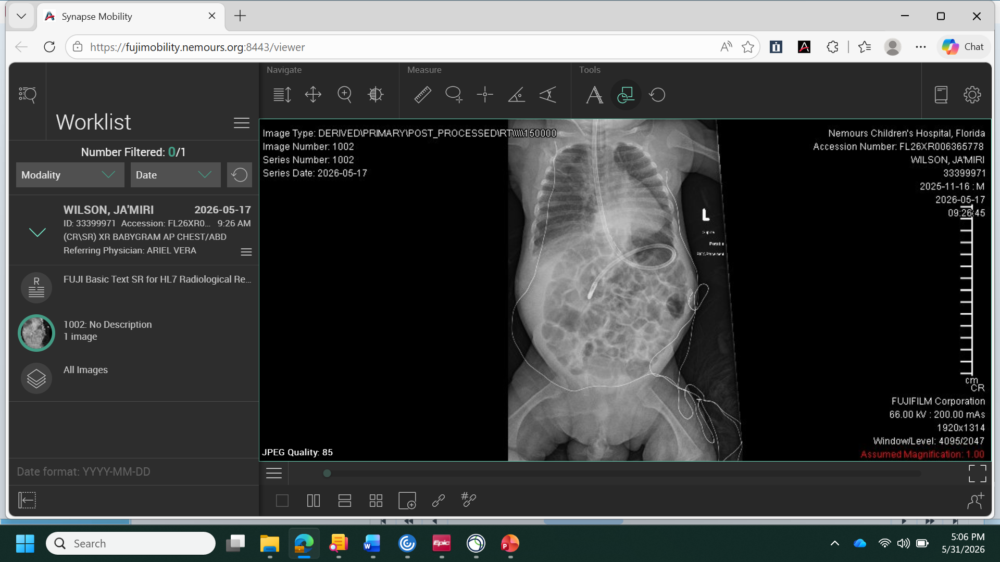 Synapse Mobility
https://fujimobility.nemours.org:8443/viewer
Chat
Navigate
Measure
Tools
Worklist
Number Filtered: 0/1
Modality
Date
WILSON, JA'MIRI 2026-05-17
ID: 33399971 Accession: FL26XR0... 9:26 AM
(CR\SR) XR BABYGRAM AP CHEST/ABD
Referring Physician: ARIEL VERA
R
FUJI Basic Text SR for HL7 Radiological Re...
1002: No Description
1 image
All Images
Date format: YYYY-MM-DD
Image Type: DERIVED\PRIMARY\POST_PROCESSED\RT\\\\\150000
Image Number: 1002
Series Number: 1002
Series Date: 2026-05-17
Nemours Children's Hospital, Florida
Accession Number: FL26XR006365778
WILSON, JA'MIRI
33399971
2025-11-16 : M
2026-05-17
09:26:45
L
Supine
Portable
Placement
cm
CR
FUJIFILM Corporation
66.00 kV : 200.00 mAs
1920x1314
Window/Level: 4095/2047
Assumed Magnification: 1.00
JPEG Quality: 85
#
Search
W
Epic
P
5:06 PM
5/31/2026